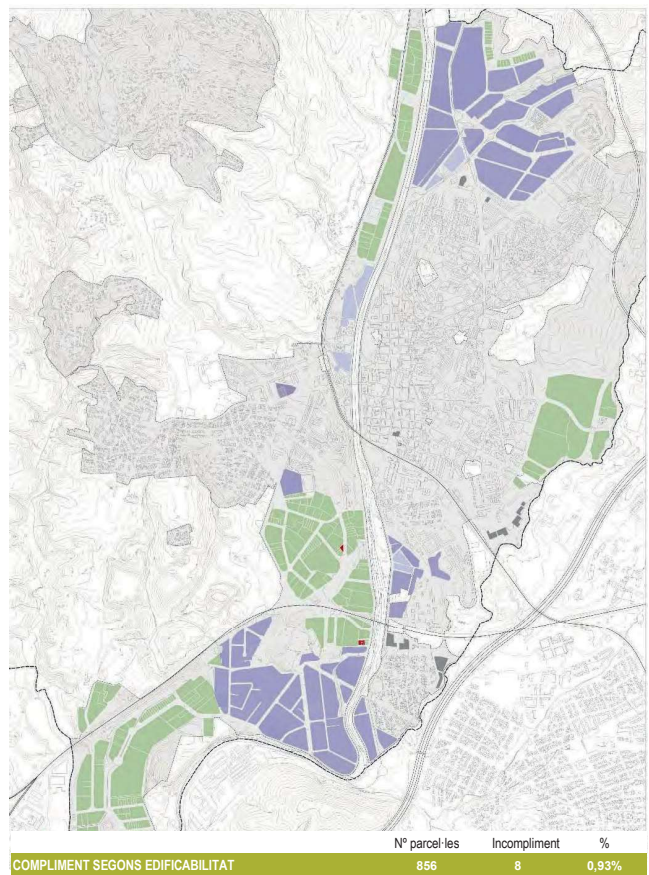 Nº parcel·les Incompliment %
COMPLIMENT SEGONS EDIFICABILITAT 856 8 0,93%